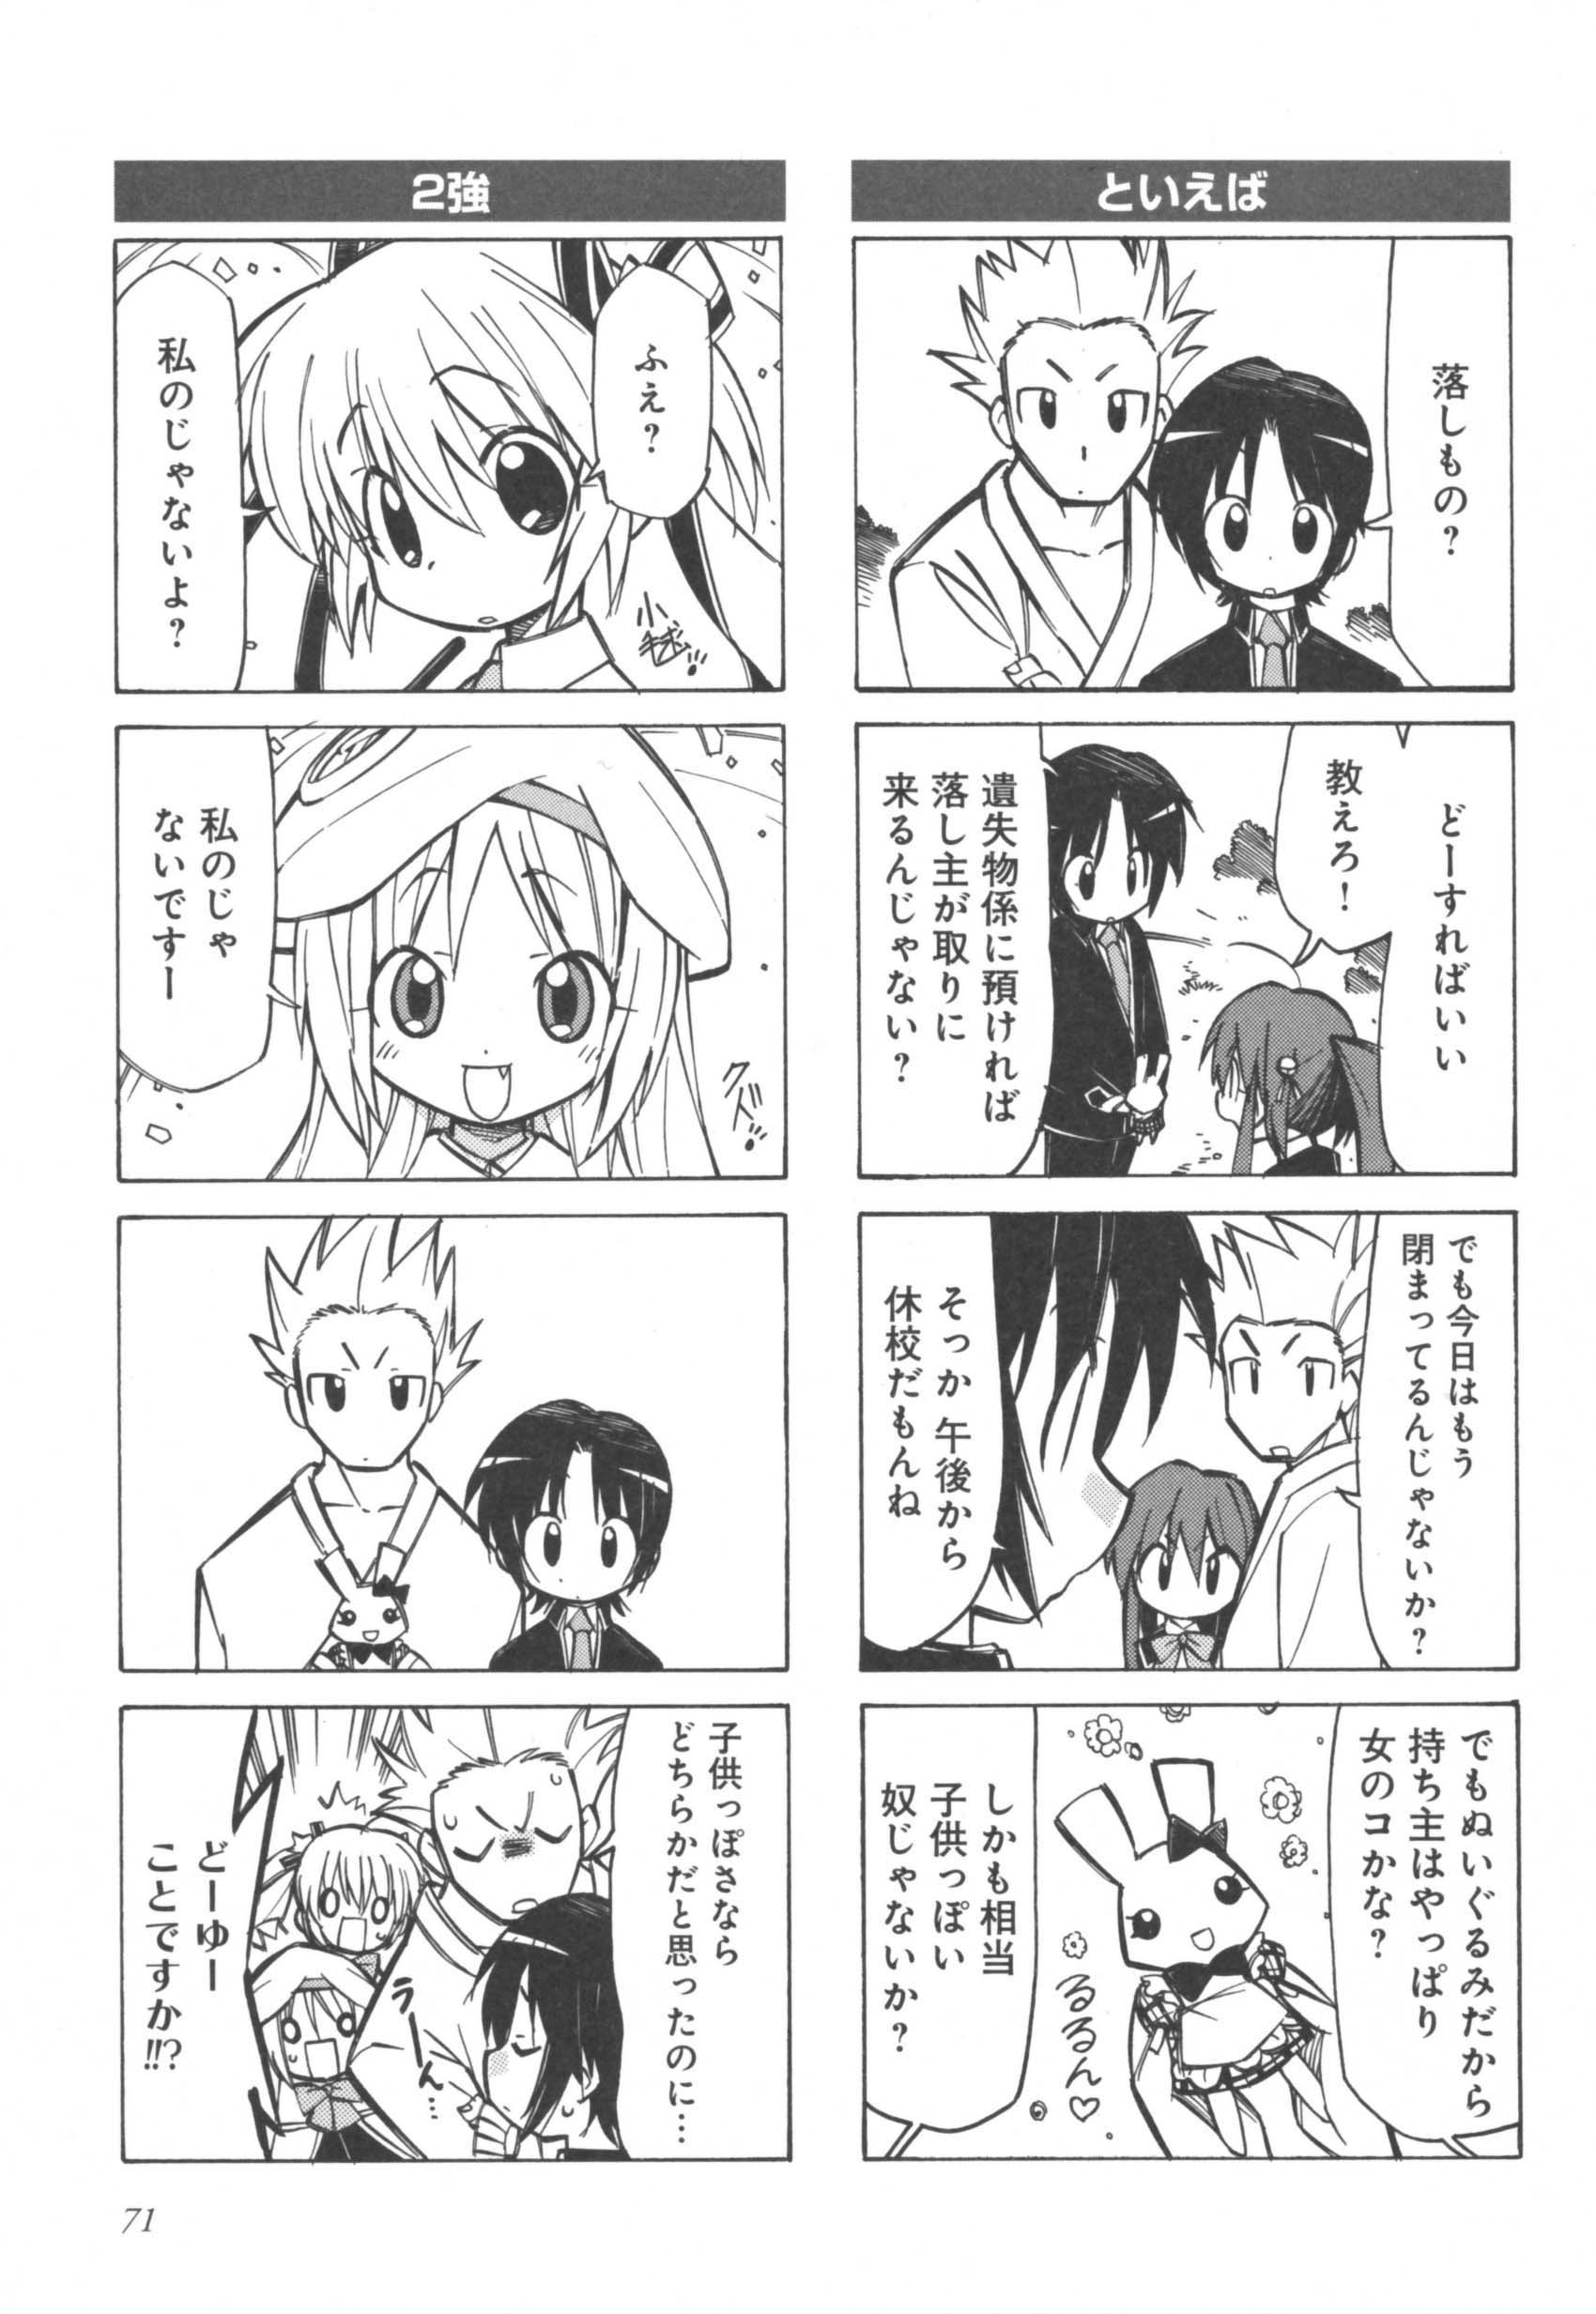 といえば
落しもの？
どーすればいい
教えろ！
遺失物係に預ければ
落し主が取りに
来るんじゃない？
でも今日はもう
閉まってるんじゃないか？
そっか 午後から
休校だもんね
でもぬいぐるみだから
持ち主はやっぱり
女のコかな？
るるん♡
しかも相当
子供っぽい
奴じゃないか？
2強
ふえ？
私のじゃないよ？
小毬‼
私のじゃ
ないですー
クド‼
子供っぽさなら
どちらかだと思ったのに…
うーん…
どーゆー
ことですか‼？
71